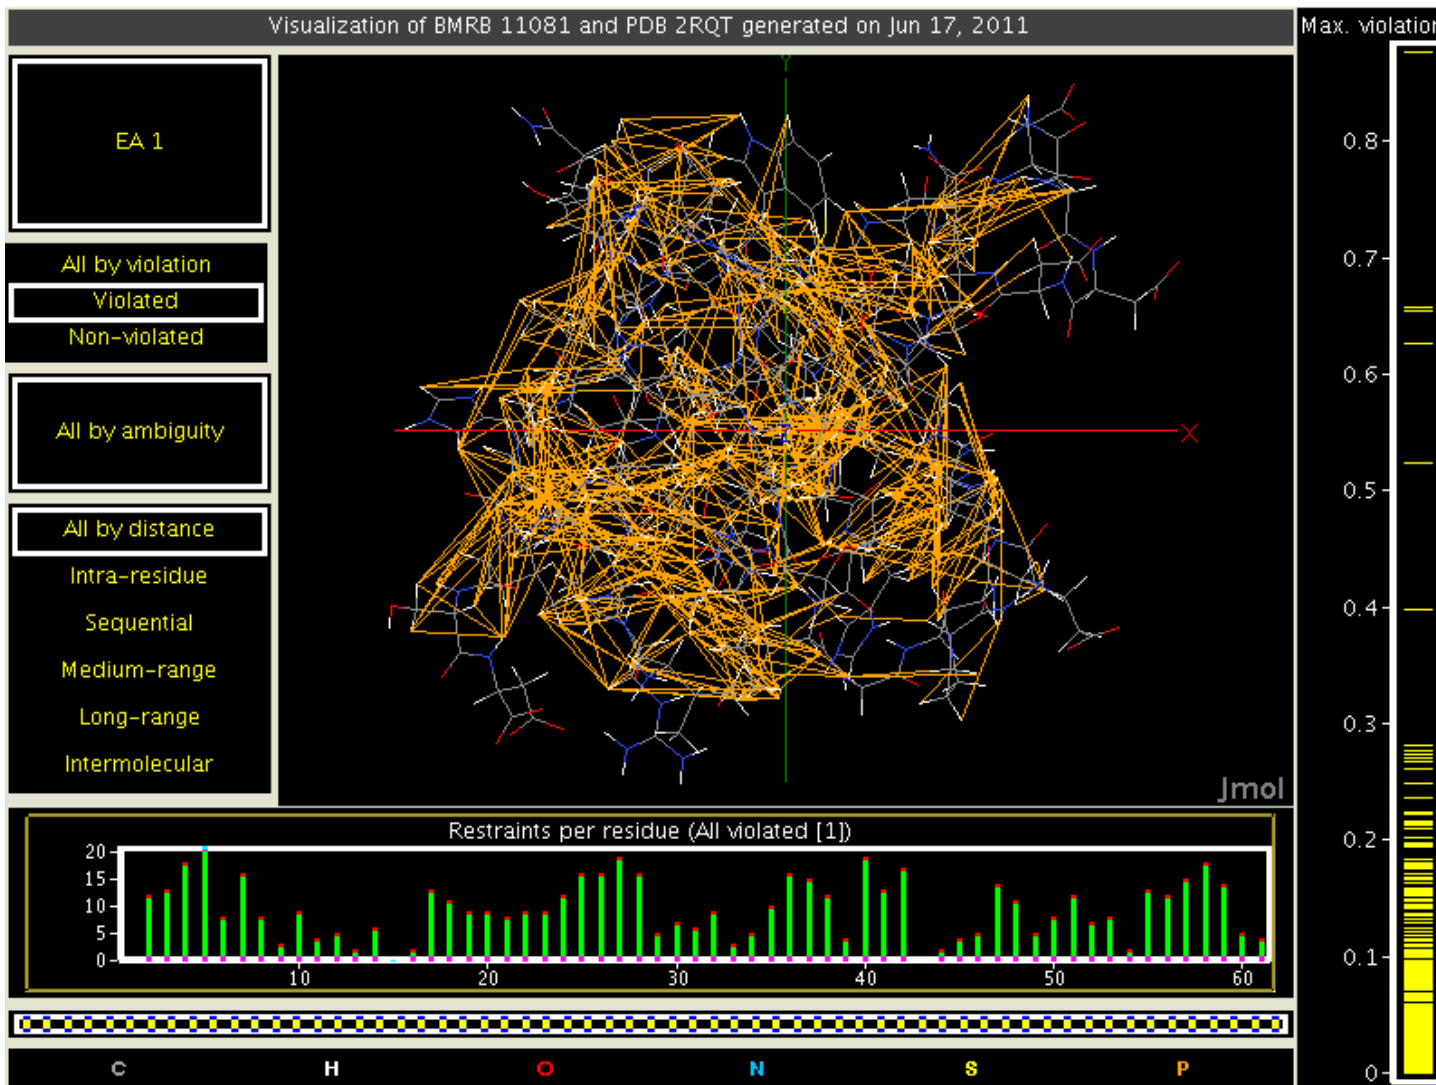 Visualization of BMRB 11081 and PDB 2RQT generated on Jun 17, 2011
Max. violation
EA 1
All by violation
Violated
Non-violated
All by ambiguity
All by distance
Intra-residue
Sequential
Medium-range
Long-range
Intermolecular
Y
X
Jmol
0.8
0.7
0.6
0.5
0.4
0.3
0.2
0.1
0
Restraints per residue (All violated [1])
20
15
10
5
0
10 20 30 40 50 60
C H O N S P